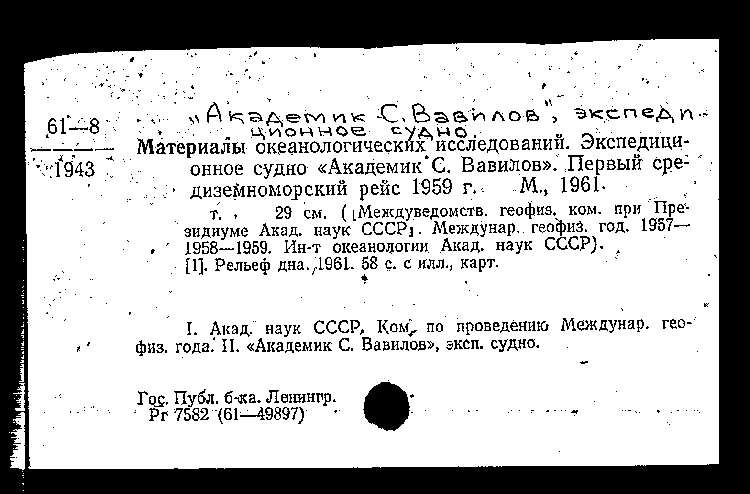 "Академик С. Вавилов", экспеди-
ционное судно.
61—8
1943
Материалы океанологических исследований. Экспедици-
онное судно «Академик С. Вавилов». Первый сре-
диземноморский рейс 1959 г. М., 1961.
т. 29 см. ([Междуведомств. геофиз. ком. при Пре-
зидиуме Акад. наук СССР]. Междунар. геофиз. год. 1957—
1958—1959. Ин-т океанологии Акад. наук СССР).
[1]. Рельеф дна. 1961. 58 с. с илл., карт.
I. Акад. наук СССР, Ком. по проведению Междунар. гео-
физ. года. II. «Академик С. Вавилов», эксп. судно.
Гос. Публ. б-ка. Ленингр.
Рг 7582 (61—49897)